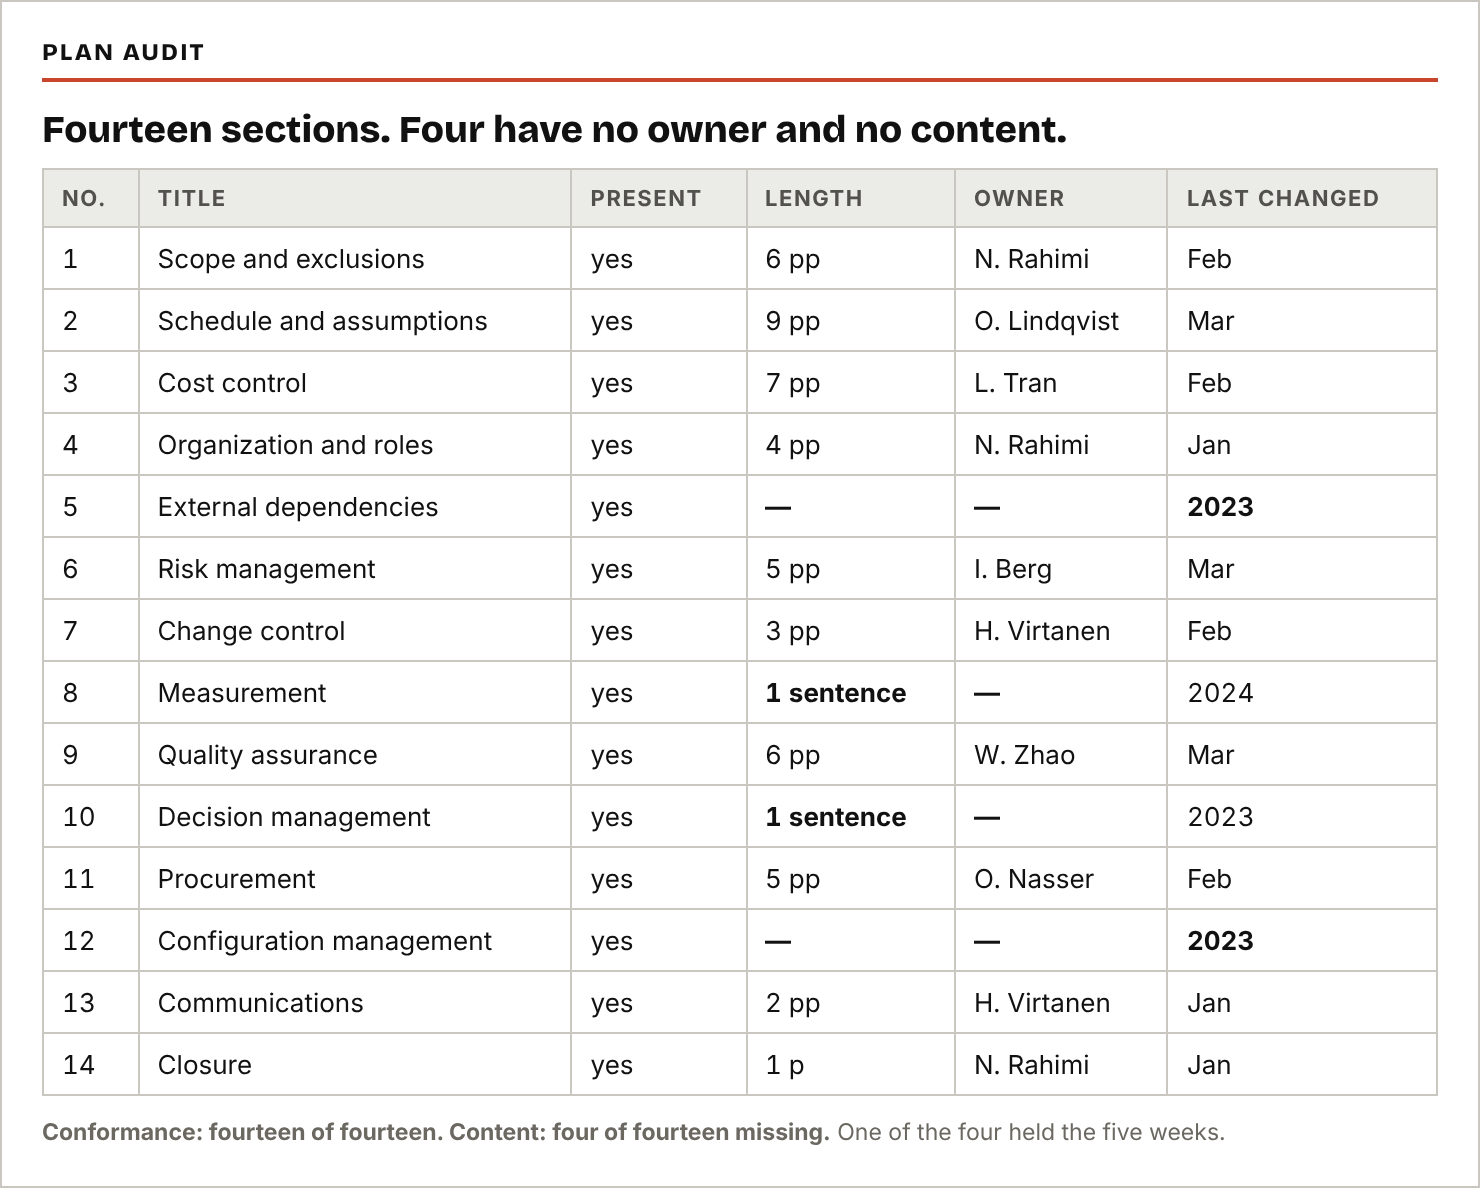 PLAN AUDIT
Fourteen sections. Four have no owner and no content.
NO. TITLE PRESENT LENGTH OWNER LAST CHANGED
1 Scope and exclusions yes 6 pp N. Rahimi Feb
2 Schedule and assumptions yes 9 pp O. Lindqvist Mar
3 Cost control yes 7 pp L. Tran Feb
4 Organization and roles yes 4 pp N. Rahimi Jan
5 External dependencies yes — — 2023
6 Risk management yes 5 pp I. Berg Mar
7 Change control yes 3 pp H. Virtanen Feb
8 Measurement yes 1 sentence — 2024
9 Quality assurance yes 6 pp W. Zhao Mar
10 Decision management yes 1 sentence — 2023
11 Procurement yes 5 pp O. Nasser Feb
12 Configuration management yes — — 2023
13 Communications yes 2 pp H. Virtanen Jan
14 Closure yes 1 p N. Rahimi Jan
Conformance: fourteen of fourteen. Content: four of fourteen missing. One of the four held the five weeks.